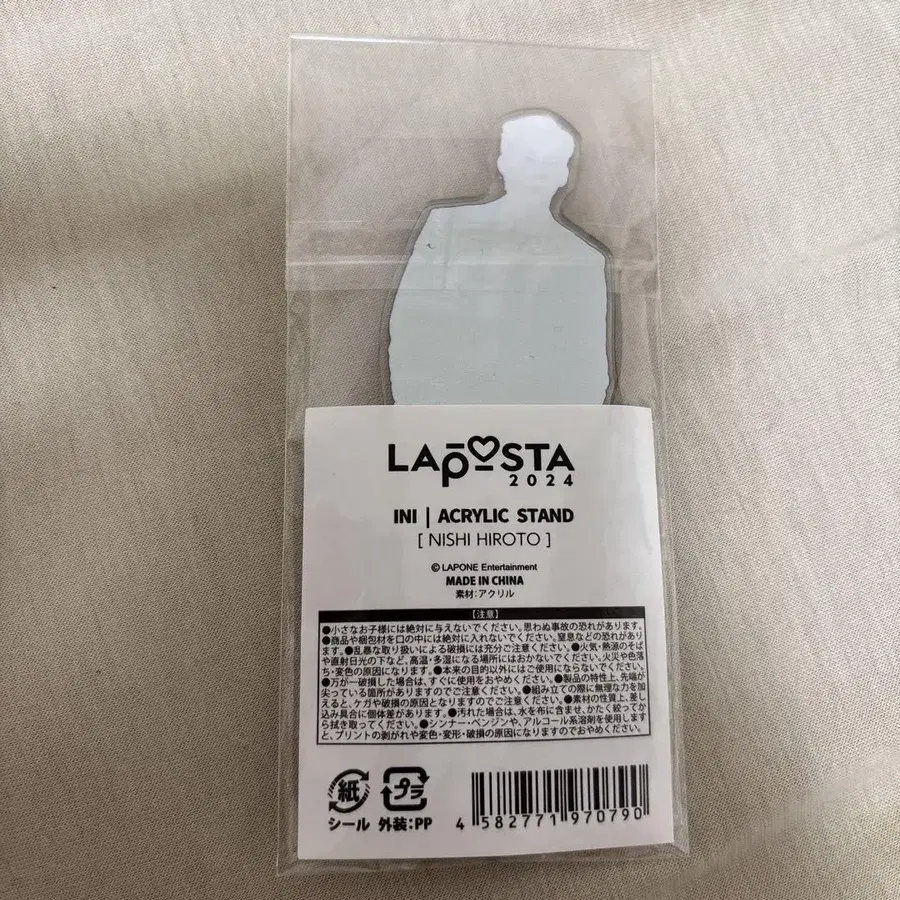 LAPOSTA
2024
INI | ACRYLIC STAND
[ NISHI HIROTO ]
© LAPONE Entertainment
MADE IN CHINA
素材:アクリル
【注意】
●小さなお子様には絶対に与えないでください。思わぬ事故の恐れがあります。
●商品や梱包材を口の中には絶対に入れないでください。窒息などの恐れがあり
ます。●乱暴な取り扱いによる破損には充分ご注意ください。●火気・熱源のそば
や直射日光の下など、高温・多湿になる場所にはおかないでください。火災や色落
ち・変色の原因になります。●本来の目的以外にはご使用にならないでください。
●万が一破損した場合は、すぐに使用をおやめください。●製品の特性上、先端が
尖っている箇所がありますのでご注意ください。●組み立ての際に無理な力を加
えると、ケガや破損の原因となりますのでおやめください。●素材の性質上、差し
込み具合に個体差があります。●汚れた場合は、水を布に含ませ、かたく絞ってか
ら拭き取ってください。●シンナー・ベンジンや、アルコール系溶剤を使用します
と、プリントの剥がれや変色・変形・破損の原因になりますのでおやめください。
紙 プラ
シール 外装:PP
4 582771 970790